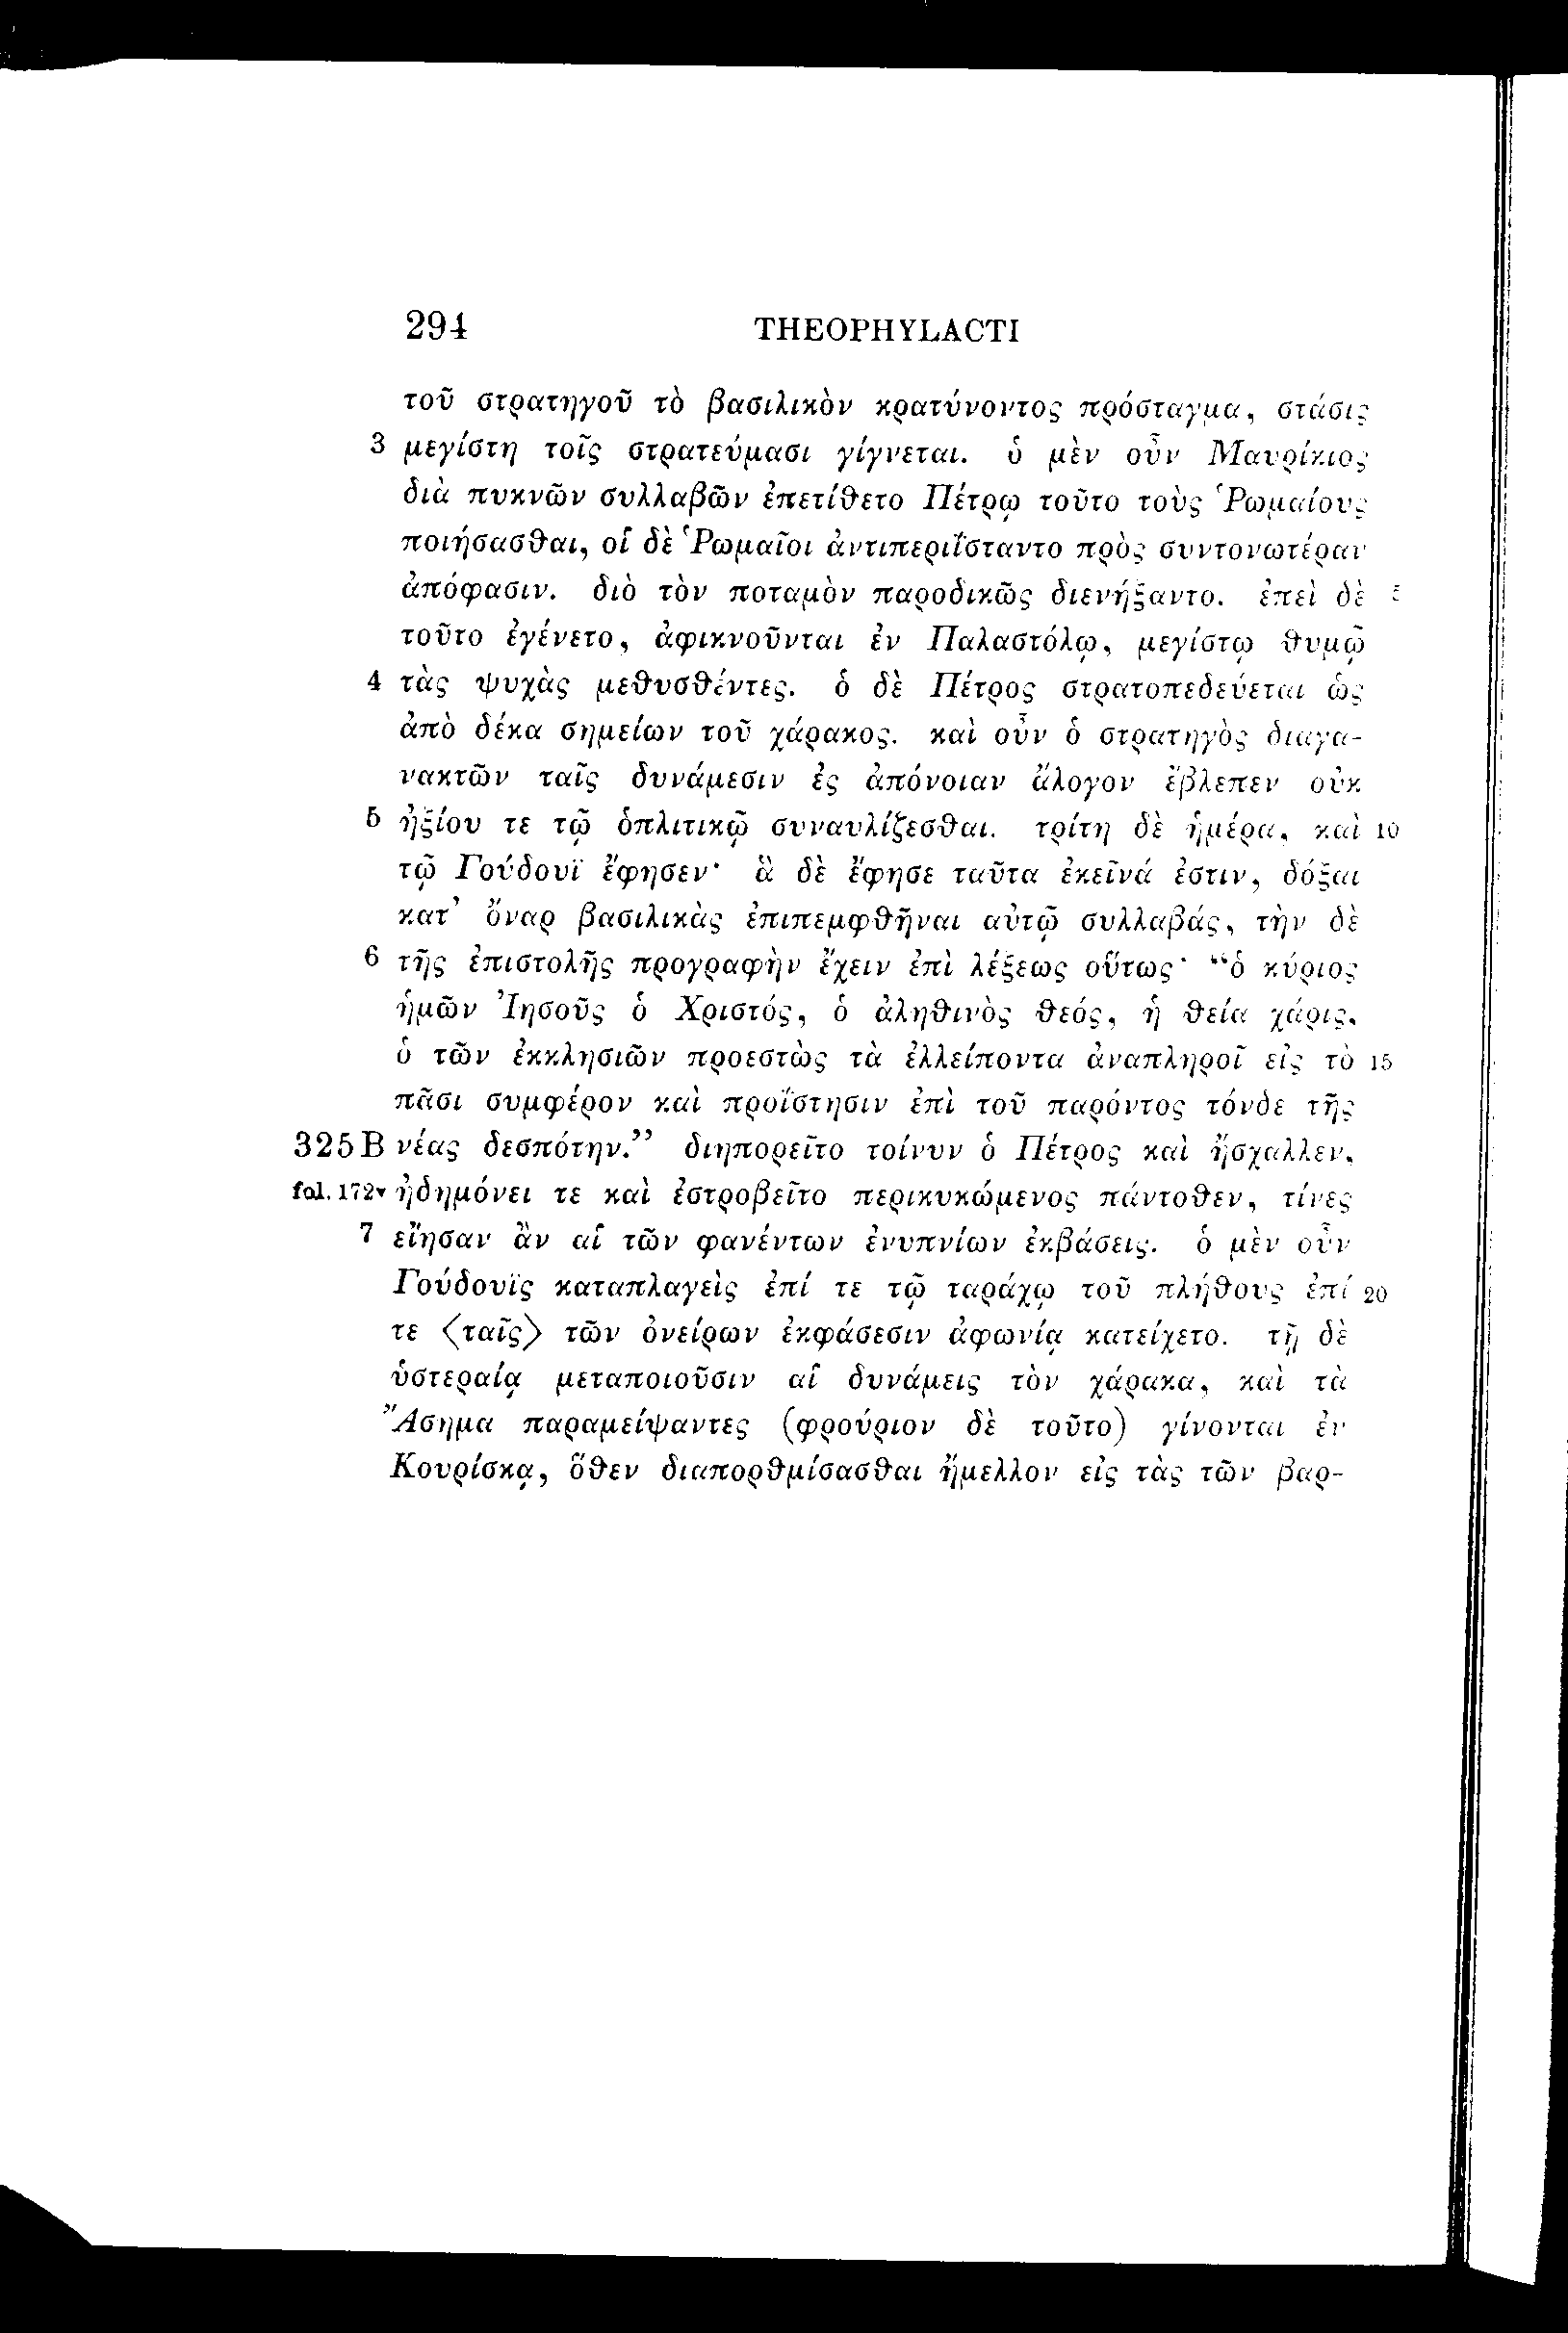 294 THEOPHYLACTI
τοῦ στρατηγοῦ τὸ βασιλικὸν κρατύνοντος πρόσταγμα, στάσις
3 μεγίστη τοῖς στρατεύμασι γίγνεται. ὁ μὲν οὖν Μαυρίκιος
διὰ πυκνῶν συλλαβῶν ἐπετίθετο Πέτρῳ τοῦτο τοὺς Ῥωμαίους
ποιήσασθαι, οἱ δὲ Ῥωμαῖοι ἀντιπεριΐσταντο πρὸς συντονωτέραν
ἀπόφασιν. διὸ τὸν ποταμὸν παροδικῶς διενήξαντο. ἐπεὶ δὲ 5
τοῦτο ἐγένετο, ἀφικνοῦνται ἐν Παλαστόλῳ, μεγίστῳ θυμῷ
4 τὰς ψυχὰς μεθυσθέντες. ὁ δὲ Πέτρος στρατοπεδεύεται ὡς
ἀπὸ δέκα σημείων τοῦ χάρακος. καὶ οὖν ὁ στρατηγὸς διαγα-
νακτῶν ταῖς δυνάμεσιν ἐς ἀπόνοιαν ἄλογον ἔβλεπεν οὐκ
5 ἠξίου τε τῷ ὁπλιτικῷ συναυλίζεσθαι. τρίτη δὲ ἡμέρα, καὶ 10
τῷ Γούδουϊ ἔφησεν· ἃ δὲ ἔφησε ταῦτα ἐκεῖνά ἐστιν, δόξαι
κατ’ ὄναρ βασιλικὰς ἐπιπεμφθῆναι αὐτῷ συλλαβάς, τὴν δὲ
6 τῆς ἐπιστολῆς προγραφὴν ἔχειν ἐπὶ λέξεως οὕτως· “ὁ κύριος
ἡμῶν Ἰησοῦς ὁ Χριστός, ὁ ἀληθινὸς θεός, ἡ θεία χάρις,
ὁ τῶν ἐκκλησιῶν προεστὼς τὰ ἐλλείποντα ἀναπληροῖ εἰς τὸ 15
πᾶσι συμφέρον καὶ προΐστησιν ἐπὶ τοῦ παρόντος τόνδε τῆς
325 B νέας δεσπότην.” διηπορεῖτο τοίνυν ὁ Πέτρος καὶ ἤσχαλλεν,
fol. 172v ἠδημόνει τε καὶ ἐστροβεῖτο περικυκώμενος πάντοθεν, τίνες
7 εἴησαν ἂν αἱ τῶν φανέντων ἐνυπνίων ἐκβάσεις. ὁ μὲν οὖν
Γούδουϊς καταπλαγεὶς ἐπί τε τῷ ταράχῳ τοῦ πλήθους ἐπί 20
τε ⟨ταῖς⟩ τῶν ὀνείρων ἐκφάσεσιν ἀφωνίᾳ κατείχετο. τῇ δὲ
ὑστεραίᾳ μεταποιοῦσιν αἱ δυνάμεις τὸν χάρακα, καὶ τὰ
Ἄσημα παραμείψαντες (φρούριον δὲ τοῦτο) γίνονται ἐν
Κουρίσκᾳ, ὅθεν διαπορθμίσασθαι ἤμελλον εἰς τὰς τῶν βαρ-